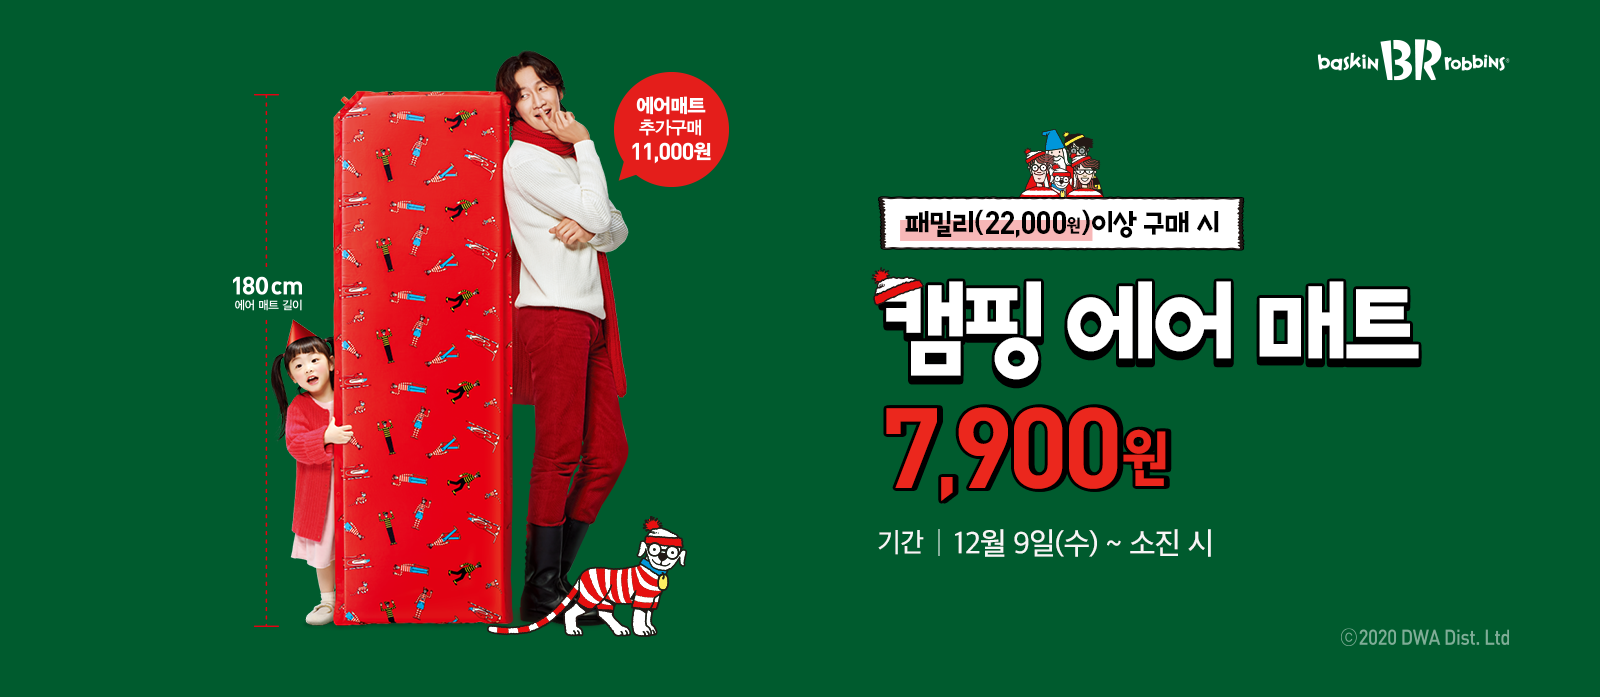 baskin BR robbins
에어매트
추가구매
11,000원
180cm
에어 매트 길이
패밀리(22,000원)이상 구매 시
캠핑 에어 매트
7,900원
기간 | 12월 9일(수) ~ 소진 시
ⓒ2020 DWA Dist. Ltd